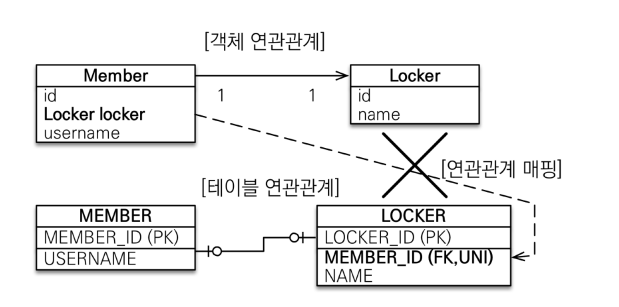 [객체 연관관계]
Member
id
Locker locker
username
1
1
Locker
id
name
[연관관계 매핑]
[테이블 연관관계]
MEMBER
MEMBER_ID (PK)
USERNAME
LOCKER
LOCKER_ID (PK)
MEMBER_ID (FK,UNI)
NAME